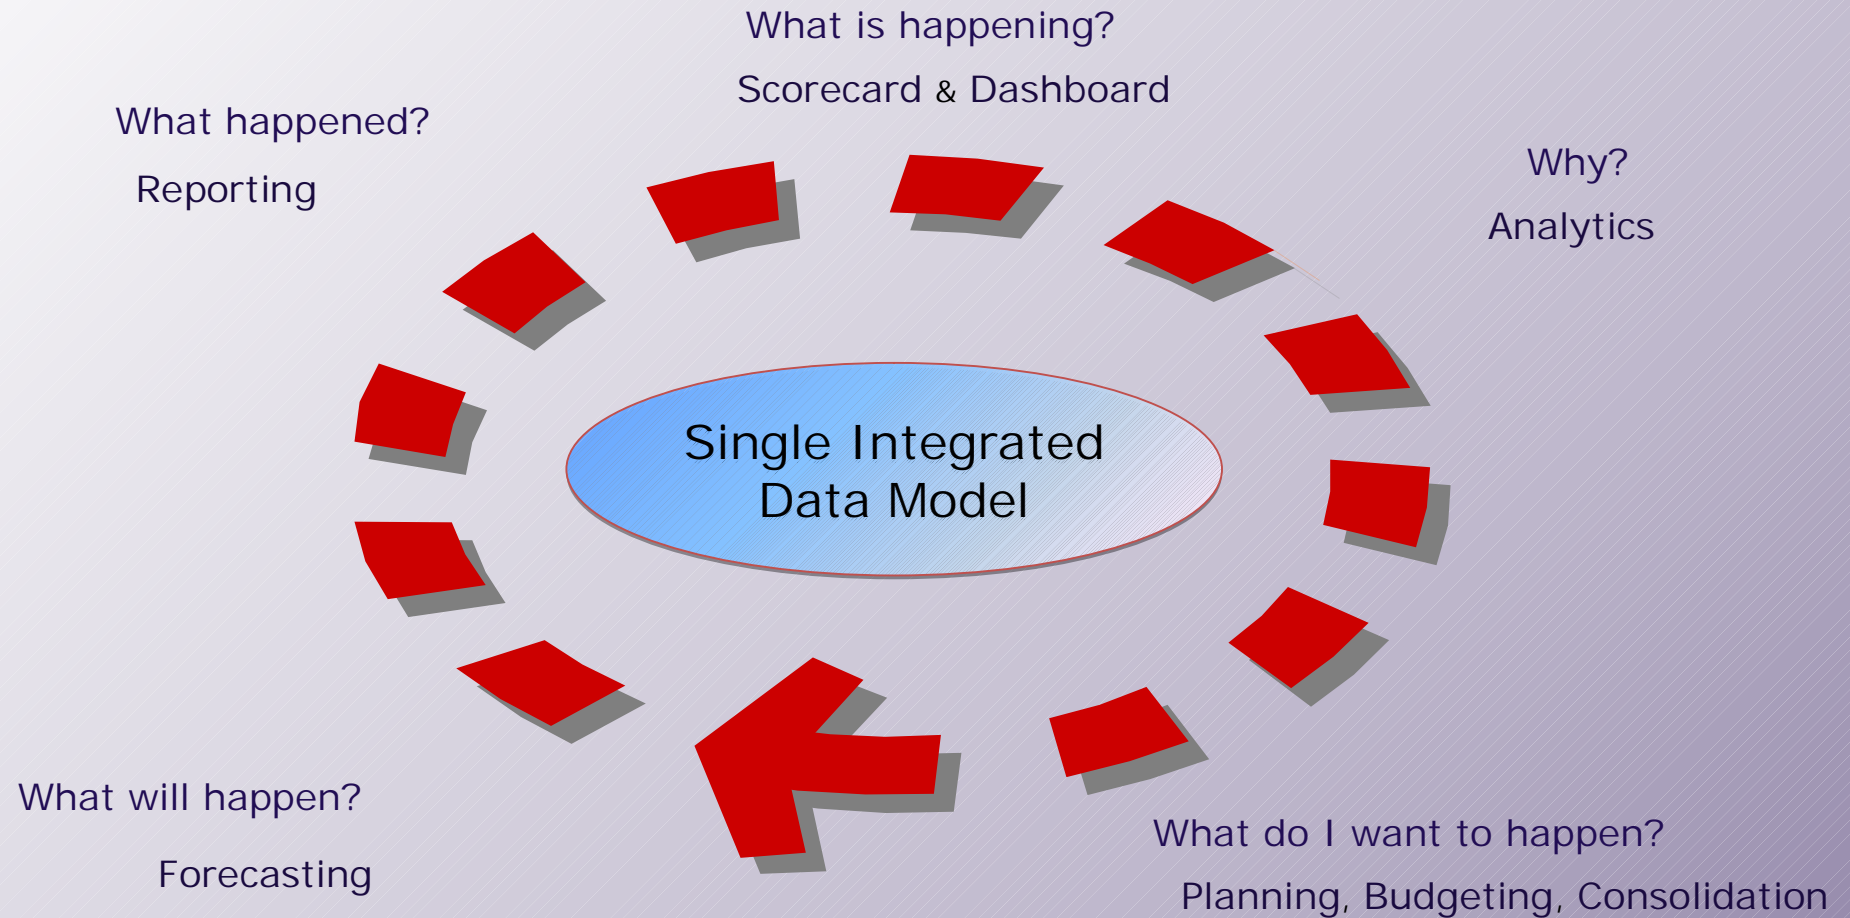 What is happening?
Scorecard & Dashboard
What happened?
Reporting
Why?
Analytics
Single Integrated
Data Model
What will happen?
Forecasting
What do I want to happen?
Planning, Budgeting, Consolidation